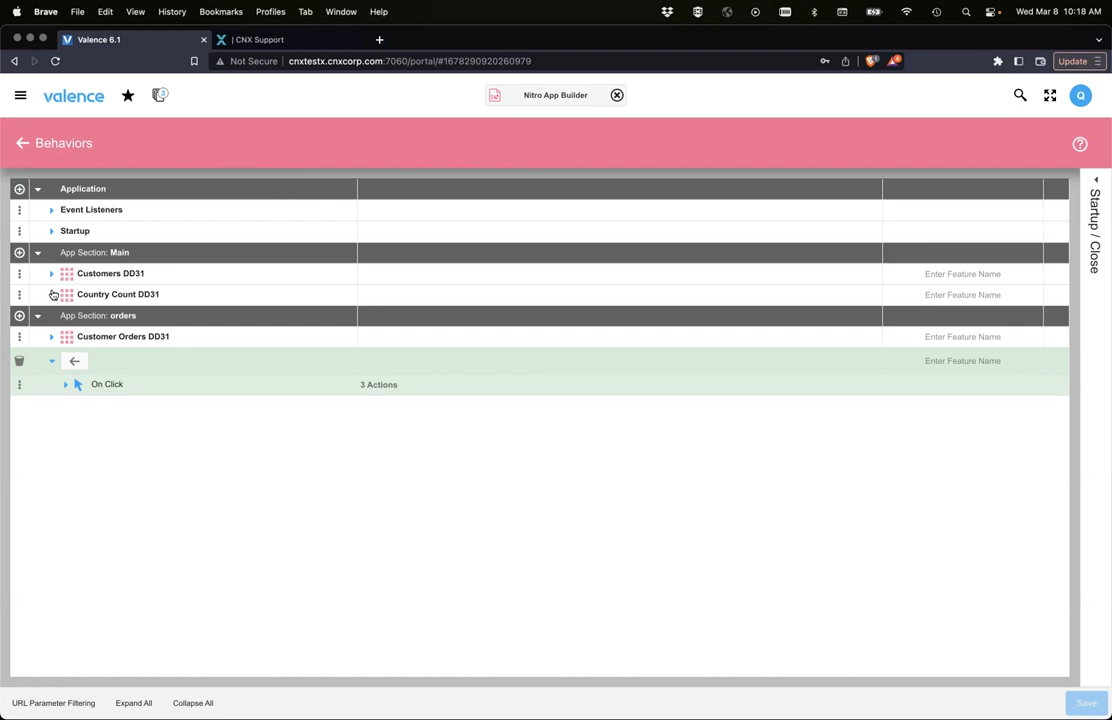 Brave File Edit View History Bookmarks Profiles Tab Window Help Wed Mar 8 10:18 AM
Valence 6.1 | CNX Support
Not Secure cnxtestx.cnxcorp.com:7060/portal/#1678290920260979 Update
valence 3 Nitro App Builder Q
Behaviors
Application
Event Listeners
Startup
App Section: Main
Customers DD31 Enter Feature Name
Country Count DD31 Enter Feature Name
App Section: orders
Customer Orders DD31 Enter Feature Name
Enter Feature Name
On Click 3 Actions
Startup / Close
URL Parameter Filtering Expand All Collapse All Save